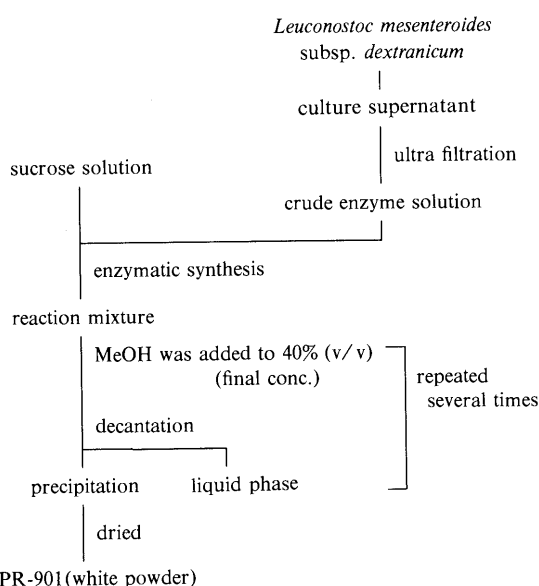 Leuconostoc mesenteroides
subsp. dextranicum
culture supernatant
ultra filtration
sucrose solution
crude enzyme solution
enzymatic synthesis
reaction mixture
MeOH was added to 40% (v/v)
(final conc.)
repeated
several times
decantation
precipitation
liquid phase
dried
PR-901(white powder)